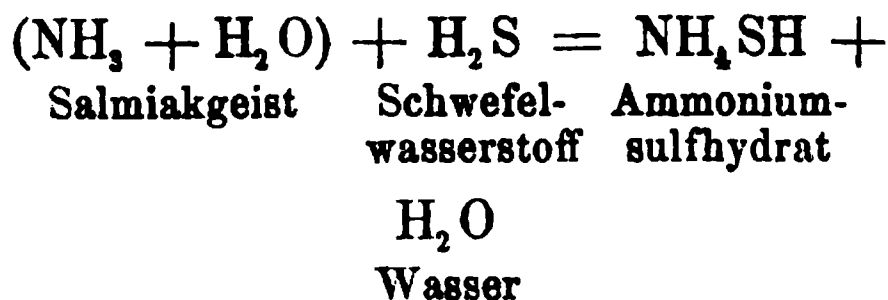 (NH₃ + H₂O) + H₂S = NH₄SH +
Salmiakgeist Schwefel- Ammonium-
wasserstoff sulfhydrat
H₂O
Wasser